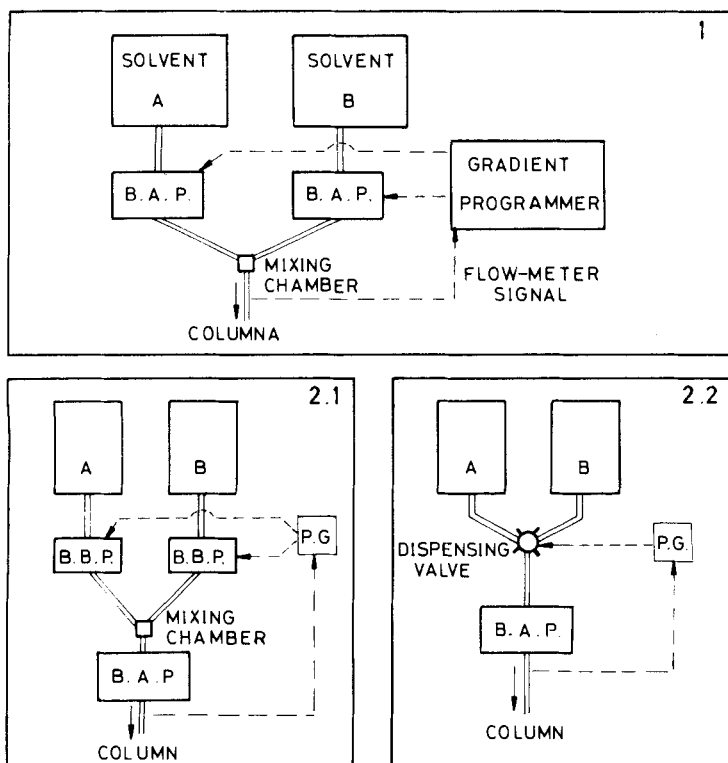 1
SOLVENT
A
SOLVENT
B
B. A. P.
B. A. P.
GRADIENT
PROGRAMMER
MIXING
CHAMBER
FLOW-METER
SIGNAL
COLUMNA
2.1
A
B
B.B.P.
B.B.P.
P.G.
MIXING
CHAMBER
B. A. P
COLUMN
2.2
A
B
DISPENSING
VALVE
P.G.
B. A. P.
COLUMN